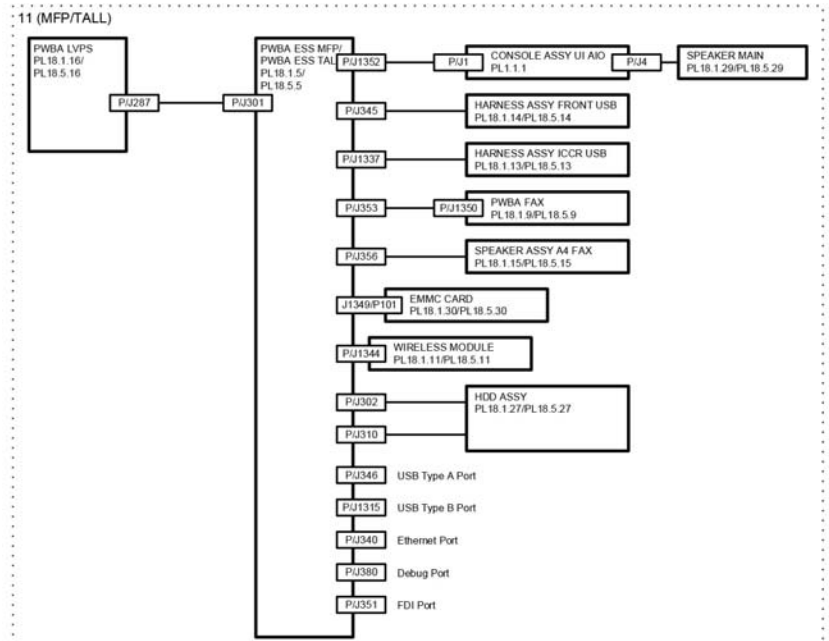 11 (MFP/TALL)
PWBA LVPS
PL18.1.16/
PL18.5.16
P/J287
P/J301
PWBA ESS MFP/
PWBA ESS TAL
PL18.1.5/
PL18.5.5
P/J1352
P/J1
CONSOLE ASSY UI AIO
PL1.1.1
P/J4
SPEAKER MAIN
PL18.1.29/PL18.5.29
P/J345
HARNESS ASSY FRONT USB
PL18.1.14/PL18.5.14
P/J1337
HARNESS ASSY ICCR USB
PL18.1.13/PL18.5.13
P/J353
P/J1350
PWBA FAX
PL18.1.9/PL18.5.9
P/J356
SPEAKER ASSY A4 FAX
PL18.1.15/PL18.5.15
J1349/P101
EMMC CARD
PL18.1.30/PL18.5.30
P/J1344
WIRELESS MODULE
PL18.1.11/PL18.5.11
P/J302
HDD ASSY
PL18.1.27/PL18.5.27
P/J310
P/J346 USB Type A Port
P/J1315 USB Type B Port
P/J340 Ethernet Port
P/J380 Debug Port
P/J351 FDI Port